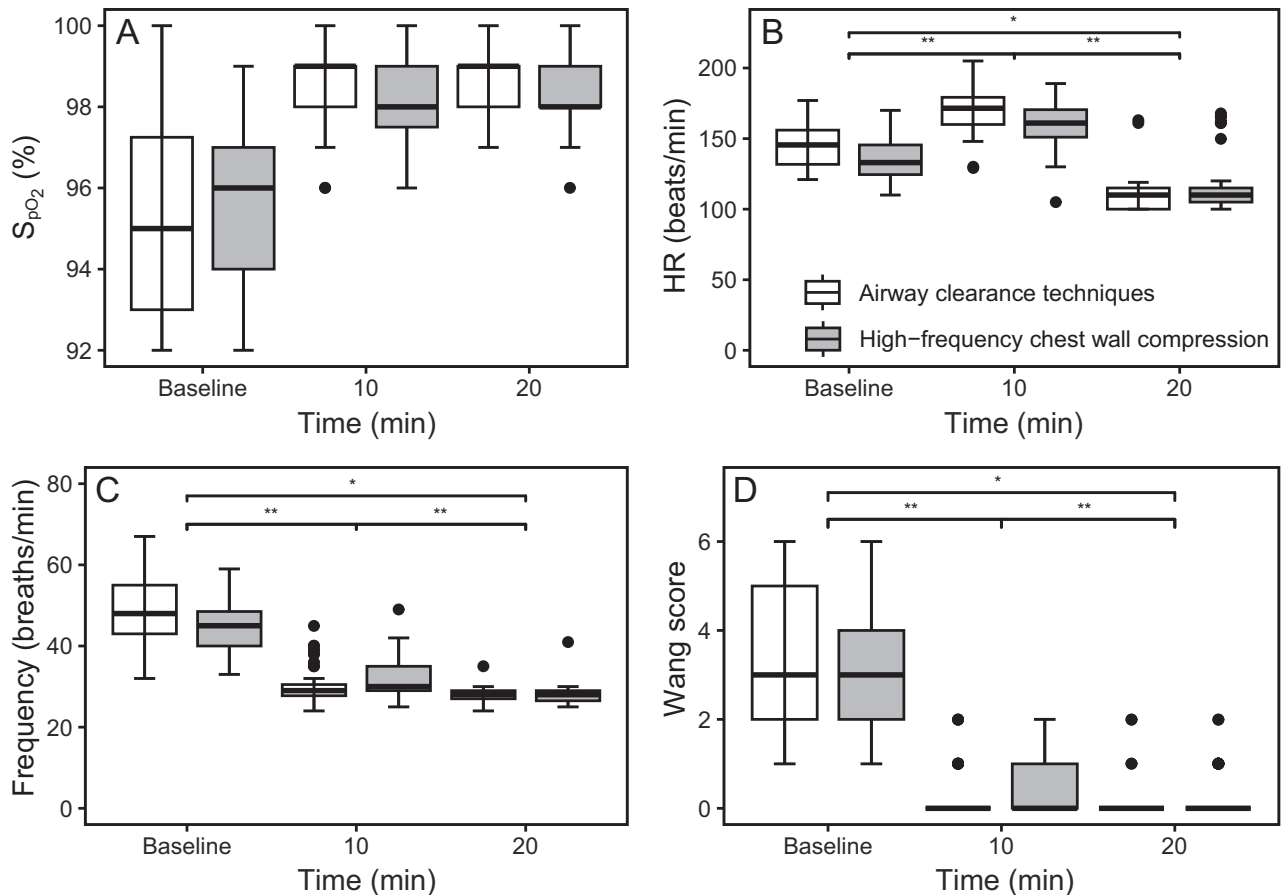 A
100
98
96
94
92
SpO2 (%)
Baseline 10 20
Time (min)
B
*
** **
200
150
100
50
0
HR (beats/min)
Airway clearance techniques
High−frequency chest wall compression
Baseline 10 20
Time (min)
C
*
** **
80
60
40
20
0
Frequency (breaths/min)
Baseline 10 20
Time (min)
D
*
** **
6
4
2
0
Wang score
Baseline 10 20
Time (min)